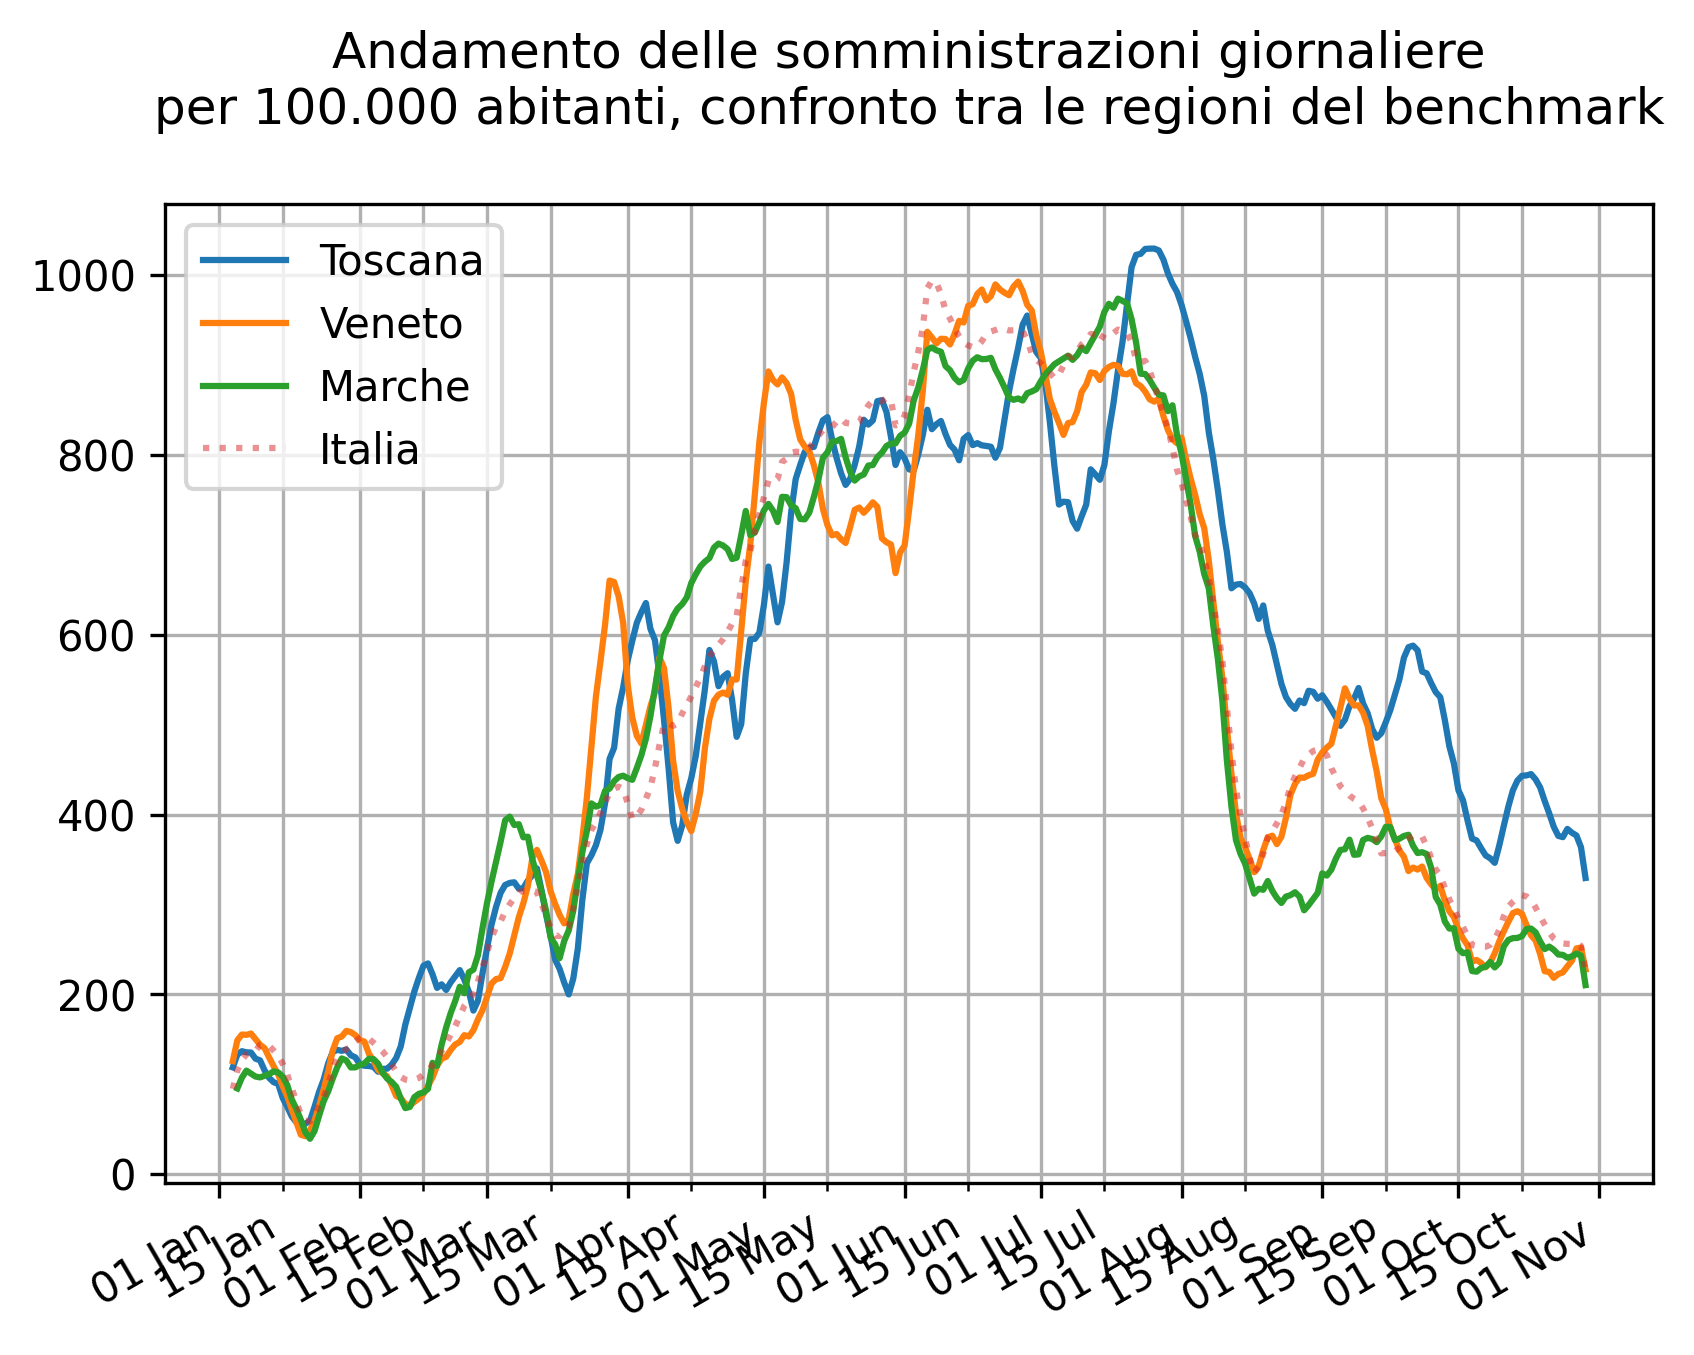 Andamento delle somministrazioni giornaliere
per 100.000 abitanti, confronto tra le regioni del benchmark
Toscana
Veneto
Marche
Italia
1000
800
600
400
200
0
01 Jan
15 Jan
01 Feb
15 Feb
01 Mar
15 Mar
01 Apr
15 Apr
01 May
15 May
01 Jun
15 Jun
01 Jul
15 Jul
01 Aug
15 Aug
01 Sep
15 Sep
01 Oct
15 Oct
01 Nov